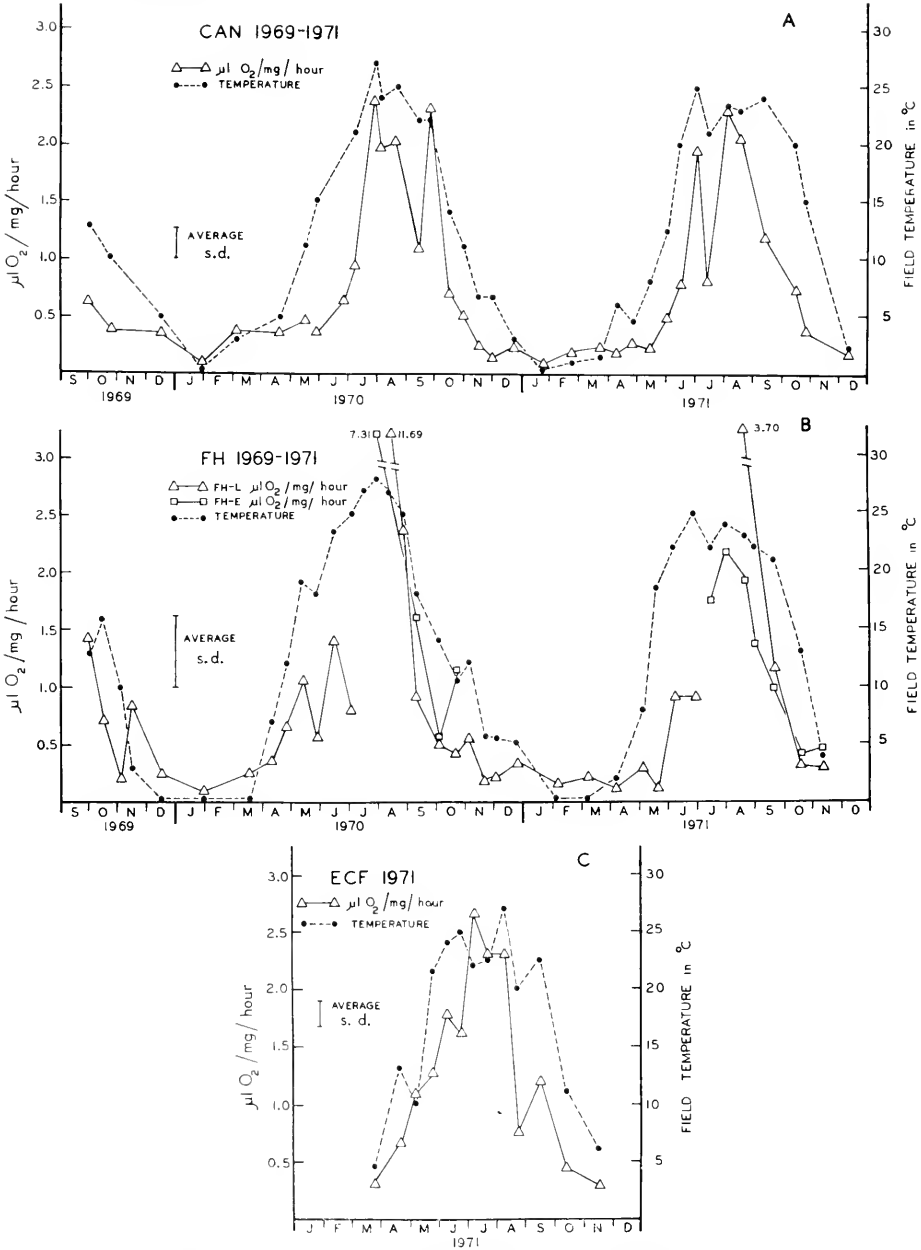 A
CAN 1969-1971
µl O2/mg/hour
TEMPERATURE
3.0
2.5
2.0
1.5
1.0
0.5
µl O2/mg/hour
AVERAGE
s.d.
30
25
20
15
10
5
FIELD TEMPERATURE in °C
S O N D J F M A M J J A S O N D J F M A M J J A S O N D
1969 1970 1971
B
FH 1969-1971
7.31 11.69
3.70
FH-L µl O2/mg/hour
FH-E µl O2/mg/hour
TEMPERATURE
3.0
2.5
2.0
1.5
1.0
0.5
µl O2/mg/hour
AVERAGE
s.d.
30
25
20
15
10
5
FIELD TEMPERATURE in °C
S O N D J F M A M J J A S O N D J F M A M J J A S O N D
1969 1970 1971
C
ECF 1971
µl O2/mg/hour
TEMPERATURE
3.0
2.5
2.0
1.5
1.0
0.5
µl O2/mg/hour
AVERAGE
s.d.
30
25
20
15
10
5
FIELD TEMPERATURE in °C
J F M A M J J A S O N D
1971